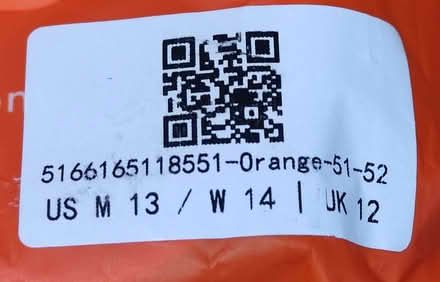 5166165118551-Orange-51-52
US M 13 / W 14 | UK 12